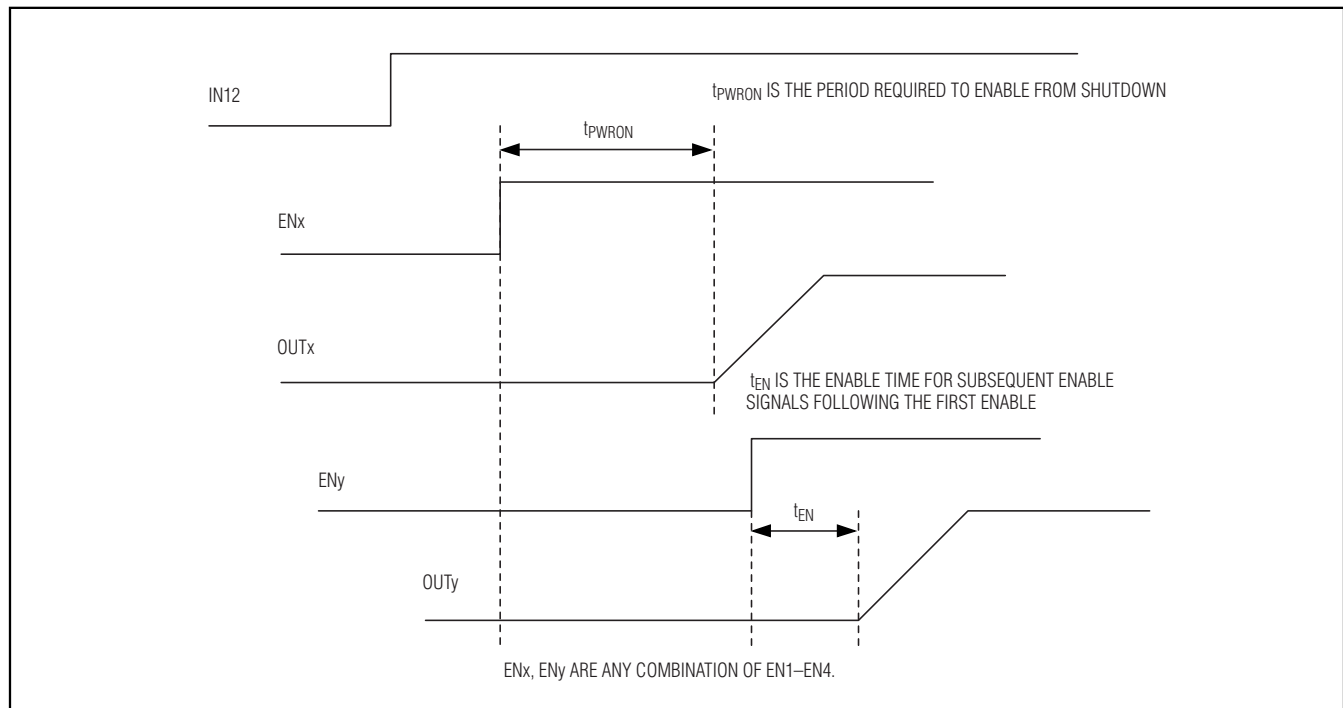 IN12
tPWRON IS THE PERIOD REQUIRED TO ENABLE FROM SHUTDOWN
tPWRON
ENx
OUTx
tEN IS THE ENABLE TIME FOR SUBSEQUENT ENABLE
SIGNALS FOLLOWING THE FIRST ENABLE
ENy
tEN
OUTy
ENx, ENy ARE ANY COMBINATION OF EN1–EN4.